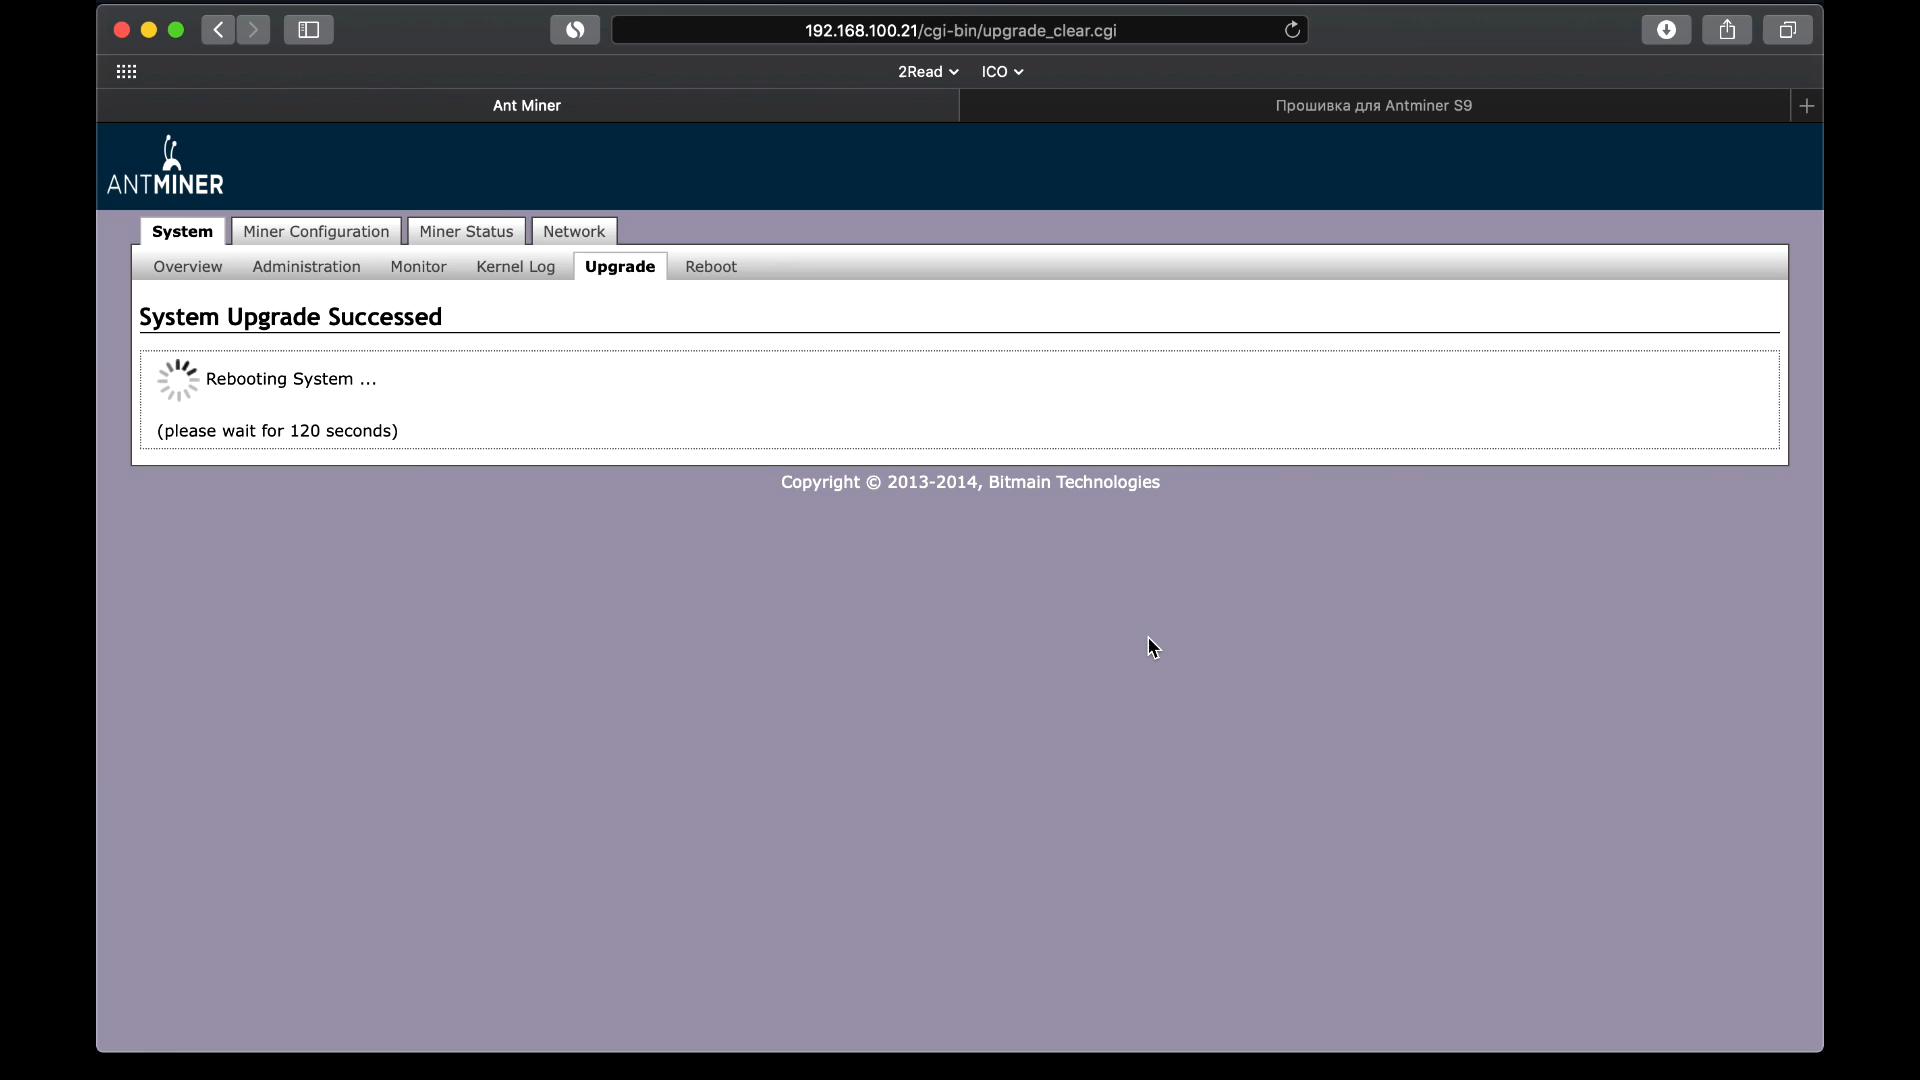 192.168.100.21/cgi-bin/upgrade_clear.cgi
2Read ICO
Ant Miner Прошивка для Antminer S9
ANTMINER
System Miner Configuration Miner Status Network
Overview Administration Monitor Kernel Log Upgrade Reboot
System Upgrade Successed
Rebooting System ...
(please wait for 120 seconds)
Copyright © 2013-2014, Bitmain Technologies